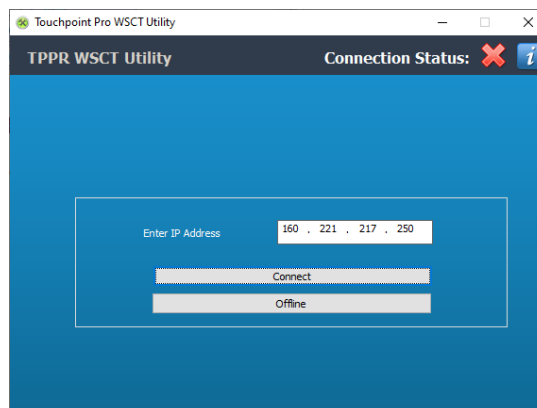 Touchpoint Pro WSCT Utility
TPPR WSCT Utility Connection Status: i
Enter IP Address 160 . 221 . 217 . 250
Connect
Offline